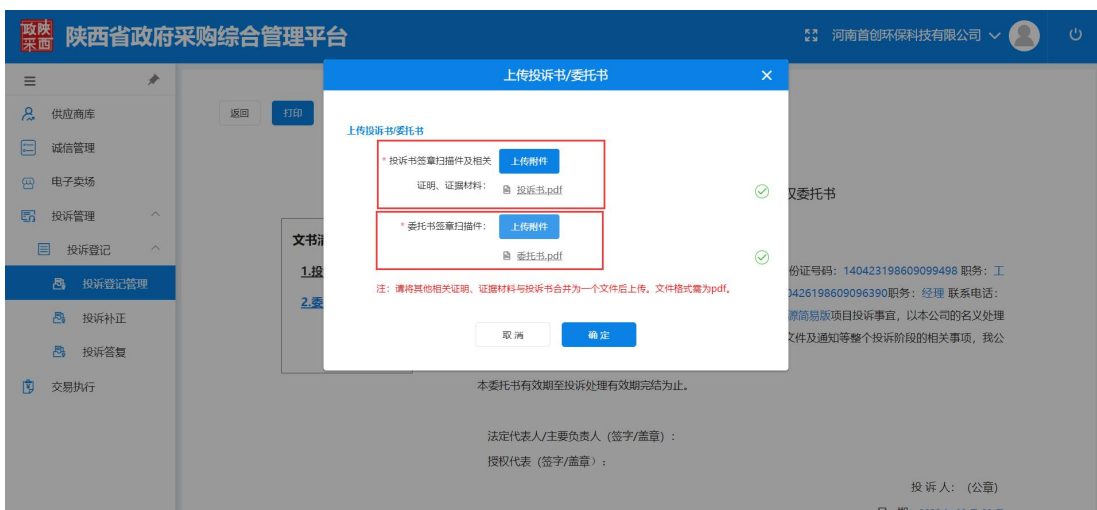 政陕
采西
陕西省政府采购综合管理平台
河南首创环保科技有限公司
供应商库
诚信管理
电子卖场
投诉管理
投诉登记
投诉登记管理
投诉补正
投诉答复
交易执行
返回 打印
文书
1.投
2.委
上传投诉书/委托书
上传投诉书/委托书
* 投诉书签章扫描件及相关 上传附件
证明、证据材料： 投诉书.pdf
* 委托书签章扫描件： 上传附件
委托书.pdf
注：请将其他相关证明、证据材料与投诉书合并为一个文件后上传。文件格式需为pdf。
取消 确定
委托书
份证号码：140423198609099498 职务：工
0426198609096390职务：经理 联系电话：
源简易版项目投诉事宜，以本公司的名义处理
文件及通知等整个投诉阶段的相关事项，我公
本委托书有效期至投诉处理有效期完结为止。
法定代表人/主要负责人（签字/盖章）：
授权代表（签字/盖章）：
投 诉 人： (公章)